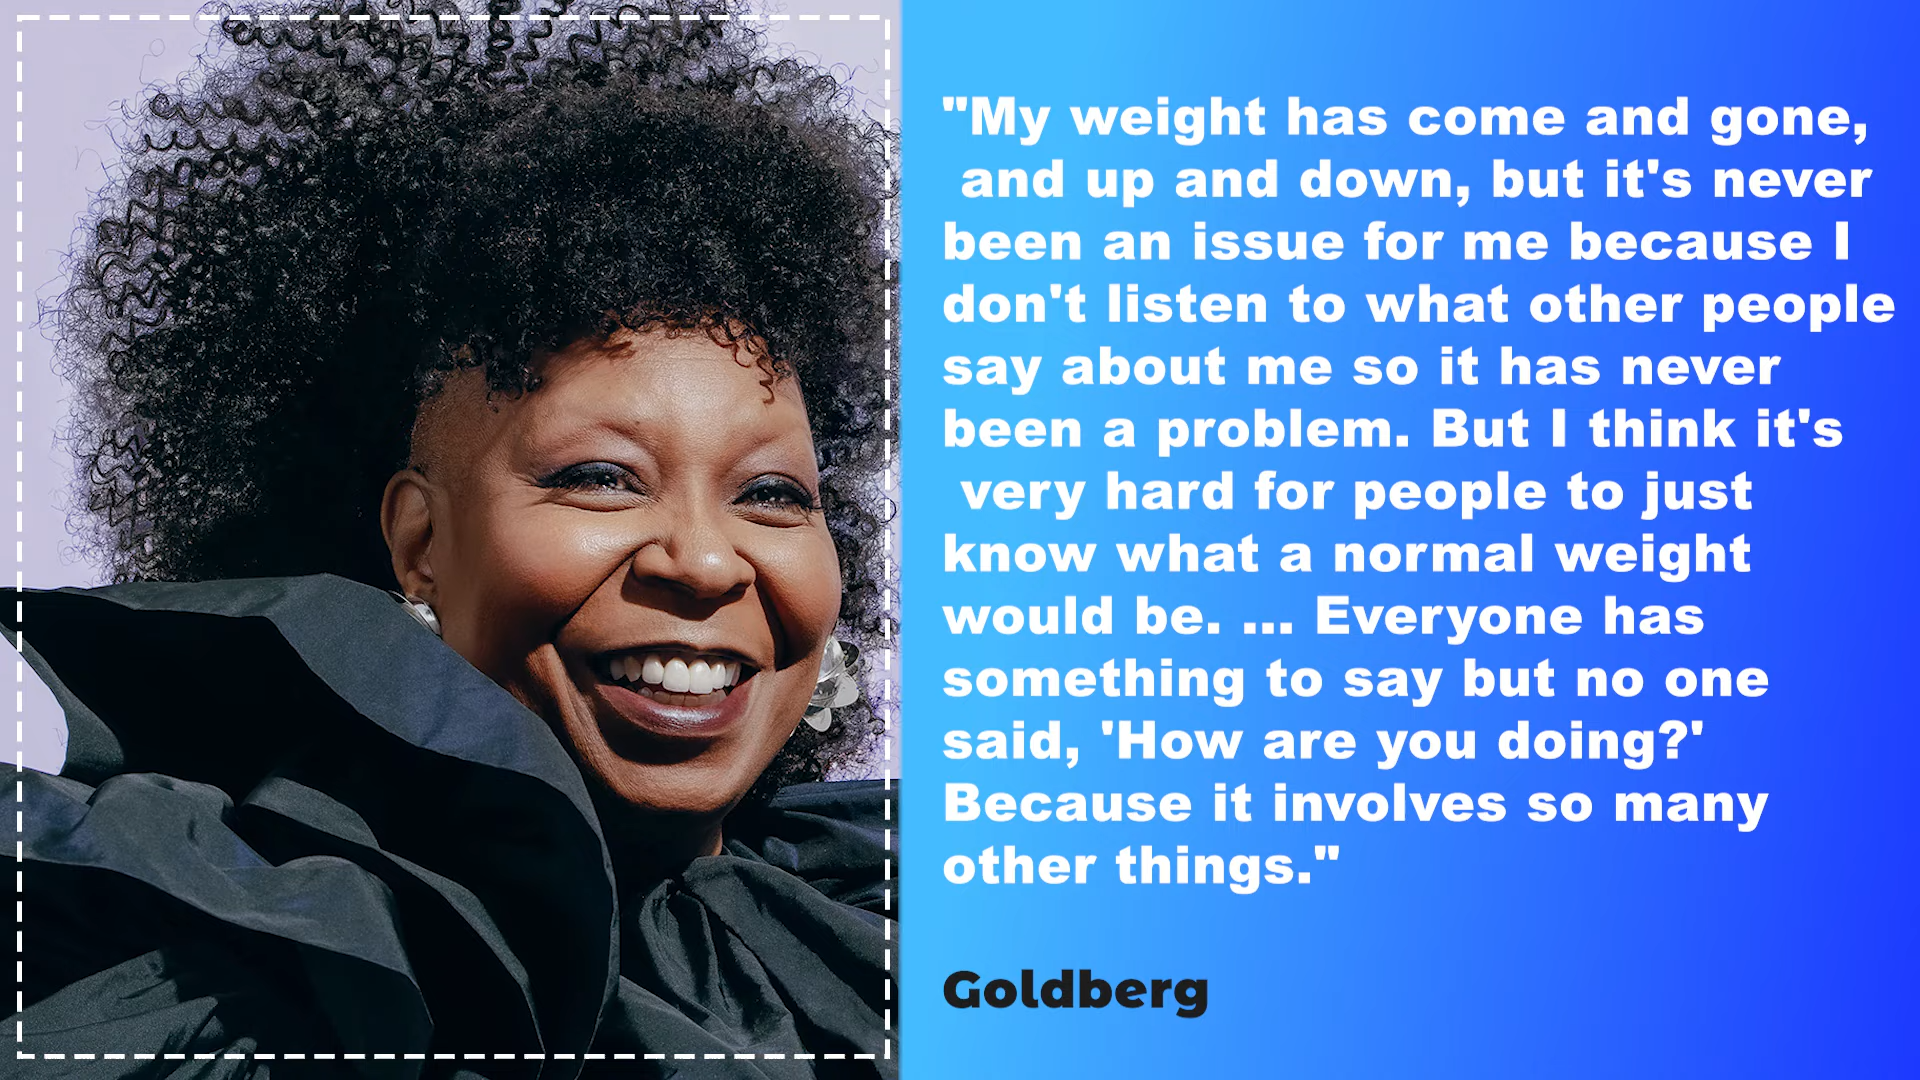 "My weight has come and gone,
and up and down, but it's never
been an issue for me because I
don't listen to what other people
say about me so it has never
been a problem. But I think it's
very hard for people to just
know what a normal weight
would be. ... Everyone has
something to say but no one
said, 'How are you doing?'
Because it involves so many
other things."
Goldberg